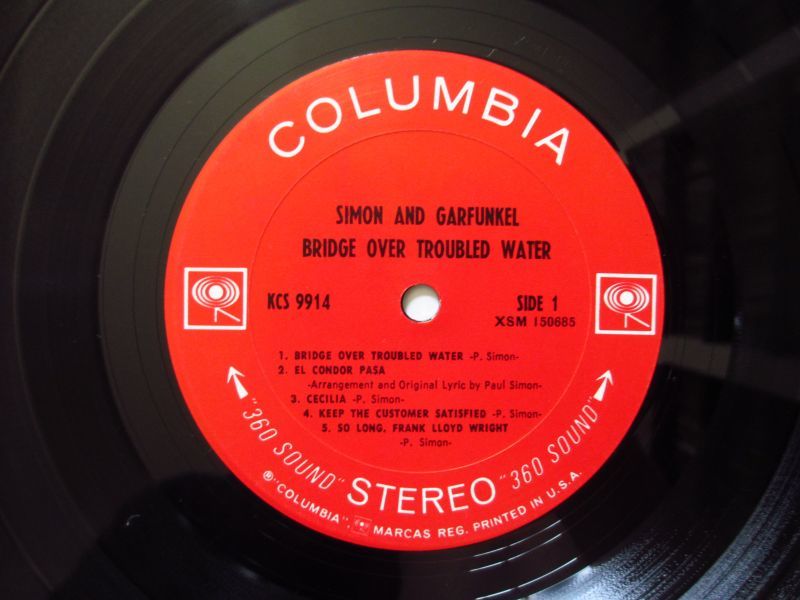 COLUMBIA
SIMON AND GARFUNKEL
BRIDGE OVER TROUBLED WATER
KCS 9914
SIDE 1
XSM 150685
1. BRIDGE OVER TROUBLED WATER -P. Simon-
2. EL CONDOR PASA
-Arrangement and Original Lyric by Paul Simon-
3. CECILIA -P. Simon-
4. KEEP THE CUSTOMER SATISFIED -P. Simon-
5. SO LONG, FRANK LLOYD WRIGHT
-P. Simon-
"360 SOUND" STEREO "360 SOUND"
® "COLUMBIA", MARCAS REG. PRINTED IN U.S.A.